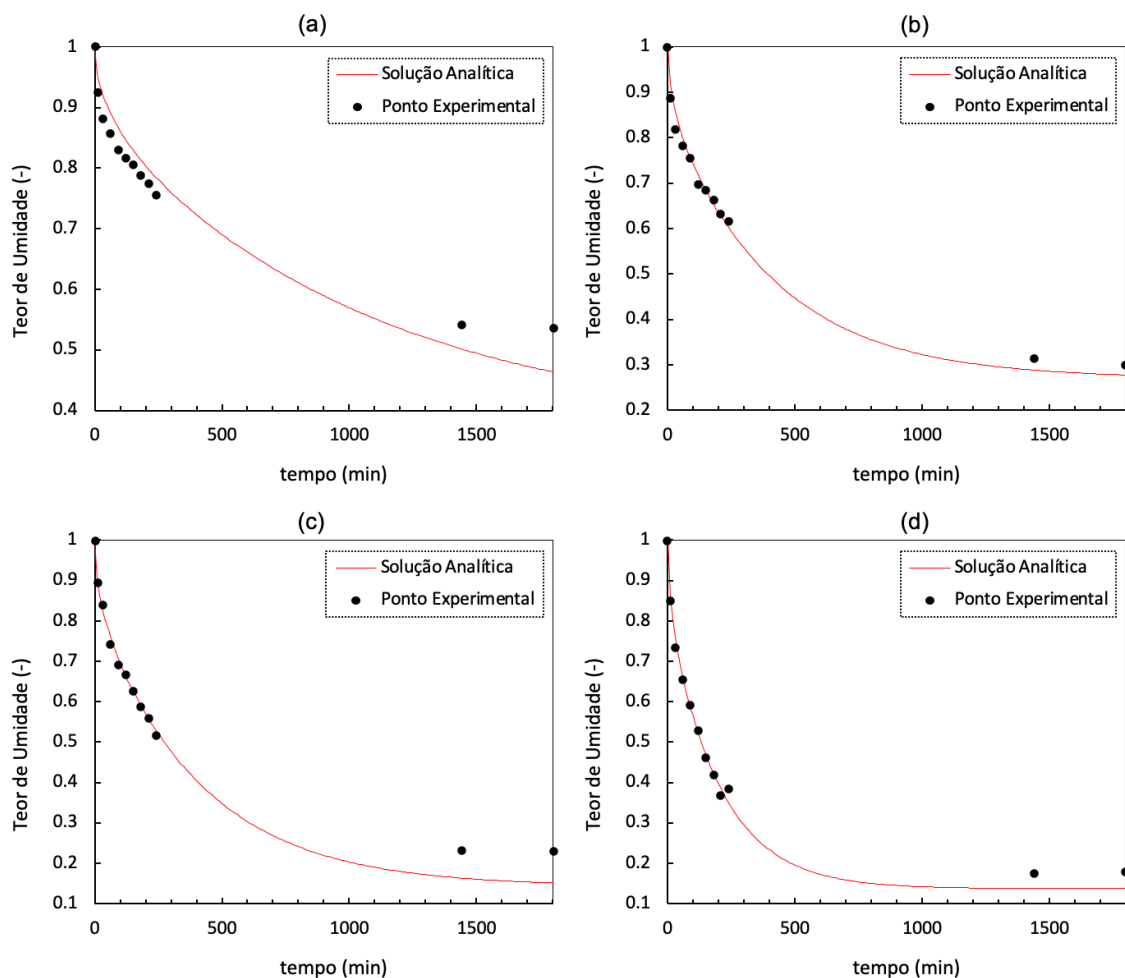 (a)
1
0.9
0.8
0.7
0.6
0.5
0.4
0 500 1000 1500
Teor de Umidade (-)
tempo (min)
Solução Analítica
Ponto Experimental
(b)
1
0.9
0.8
0.7
0.6
0.5
0.4
0.3
0.2
0 500 1000 1500
Teor de Umidade (-)
tempo (min)
Solução Analítica
Ponto Experimental
(c)
1
0.9
0.8
0.7
0.6
0.5
0.4
0.3
0.2
0.1
0 500 1000 1500
Teor de Umidade (-)
tempo (min)
Solução Analítica
Ponto Experimental
(d)
1
0.9
0.8
0.7
0.6
0.5
0.4
0.3
0.2
0.1
0 500 1000 1500
Teor de Umidade (-)
tempo (min)
Solução Analítica
Ponto Experimental